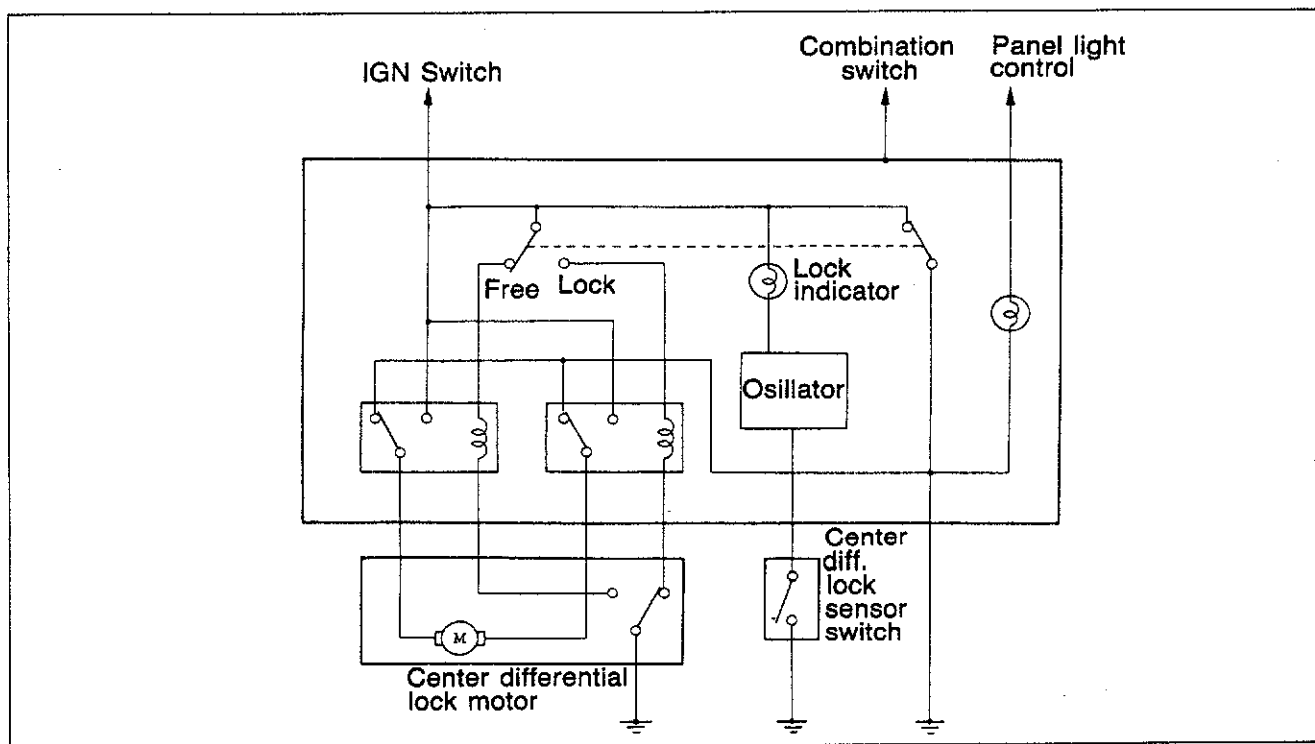 IGN Switch
Combination
switch
Panel light
control
Free
Lock
Lock
indicator
Osillator
M
Center differential
lock motor
Center
diff.
lock
sensor
switch